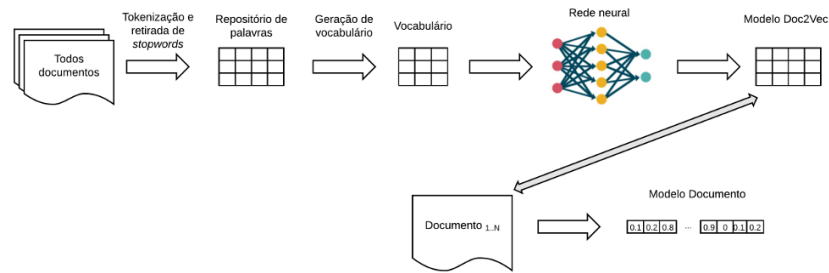 Tokenização e
retirada de
stopwords
Repositório de
palavras
Geração de
vocabulário
Vocabulário
Rede neural
Modelo Doc2Vec
Todos
documentos
Documento 1..N
Modelo Documento
0.1 0.2 0.8 ... 0.9 0 0.1 0.2